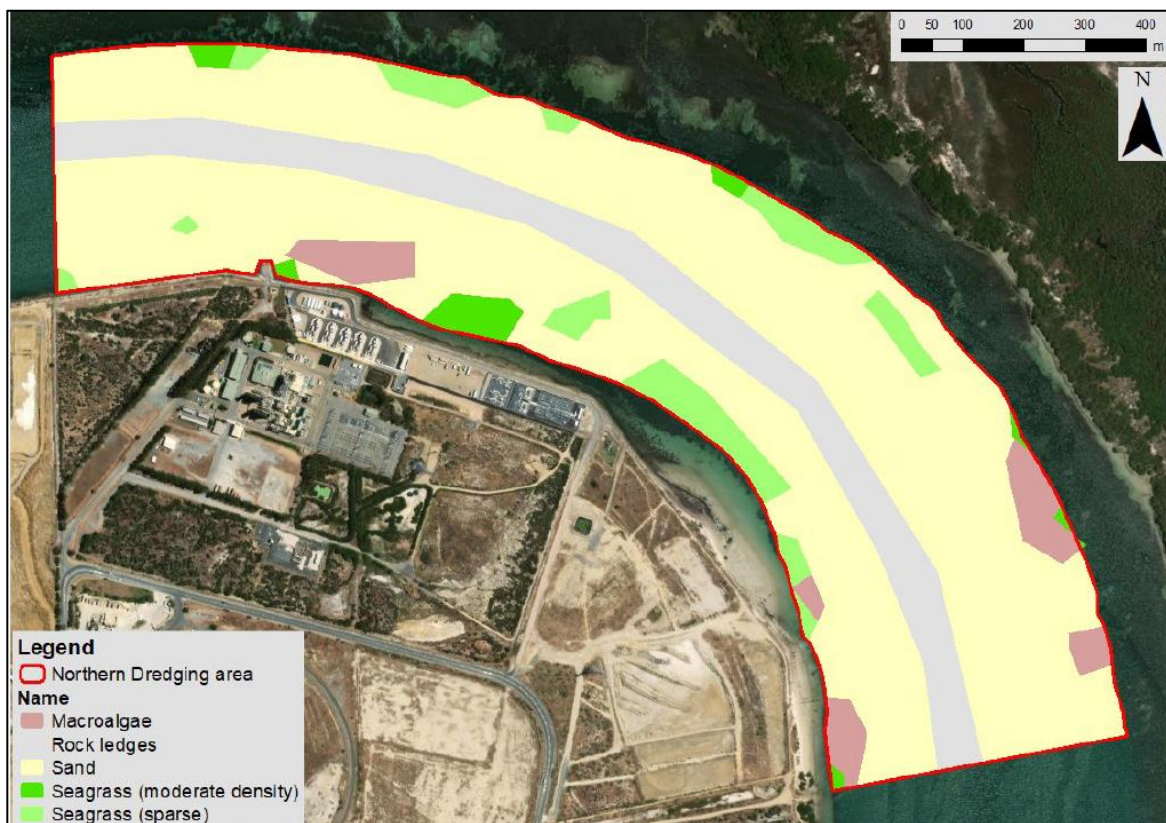 0 50 100 200 300 400
m
N
Legend
Northern Dredging area
Name
Macroalgae
Rock ledges
Sand
Seagrass (moderate density)
Seagrass (sparse)